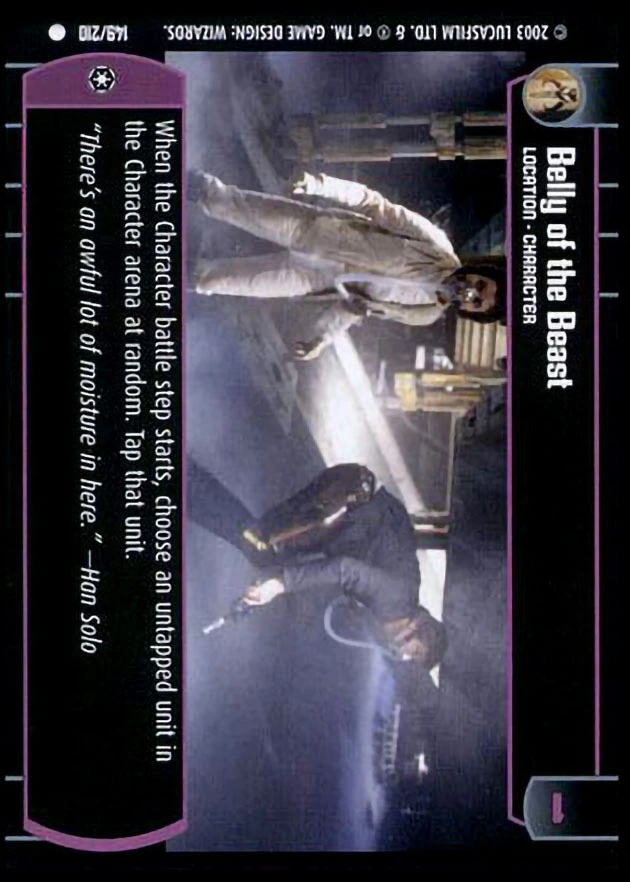 Belly of the Beast
LOCATION - CHARACTER
1
When the character battle step starts, choose an untapped unit in
the character arena at random. Tap that unit.
"There's an awful lot of moisture in here." —Han Solo
© 2003 LUCASFILM LTD. & ® or TM. GAME DESIGN: WIZARDS.
149/210